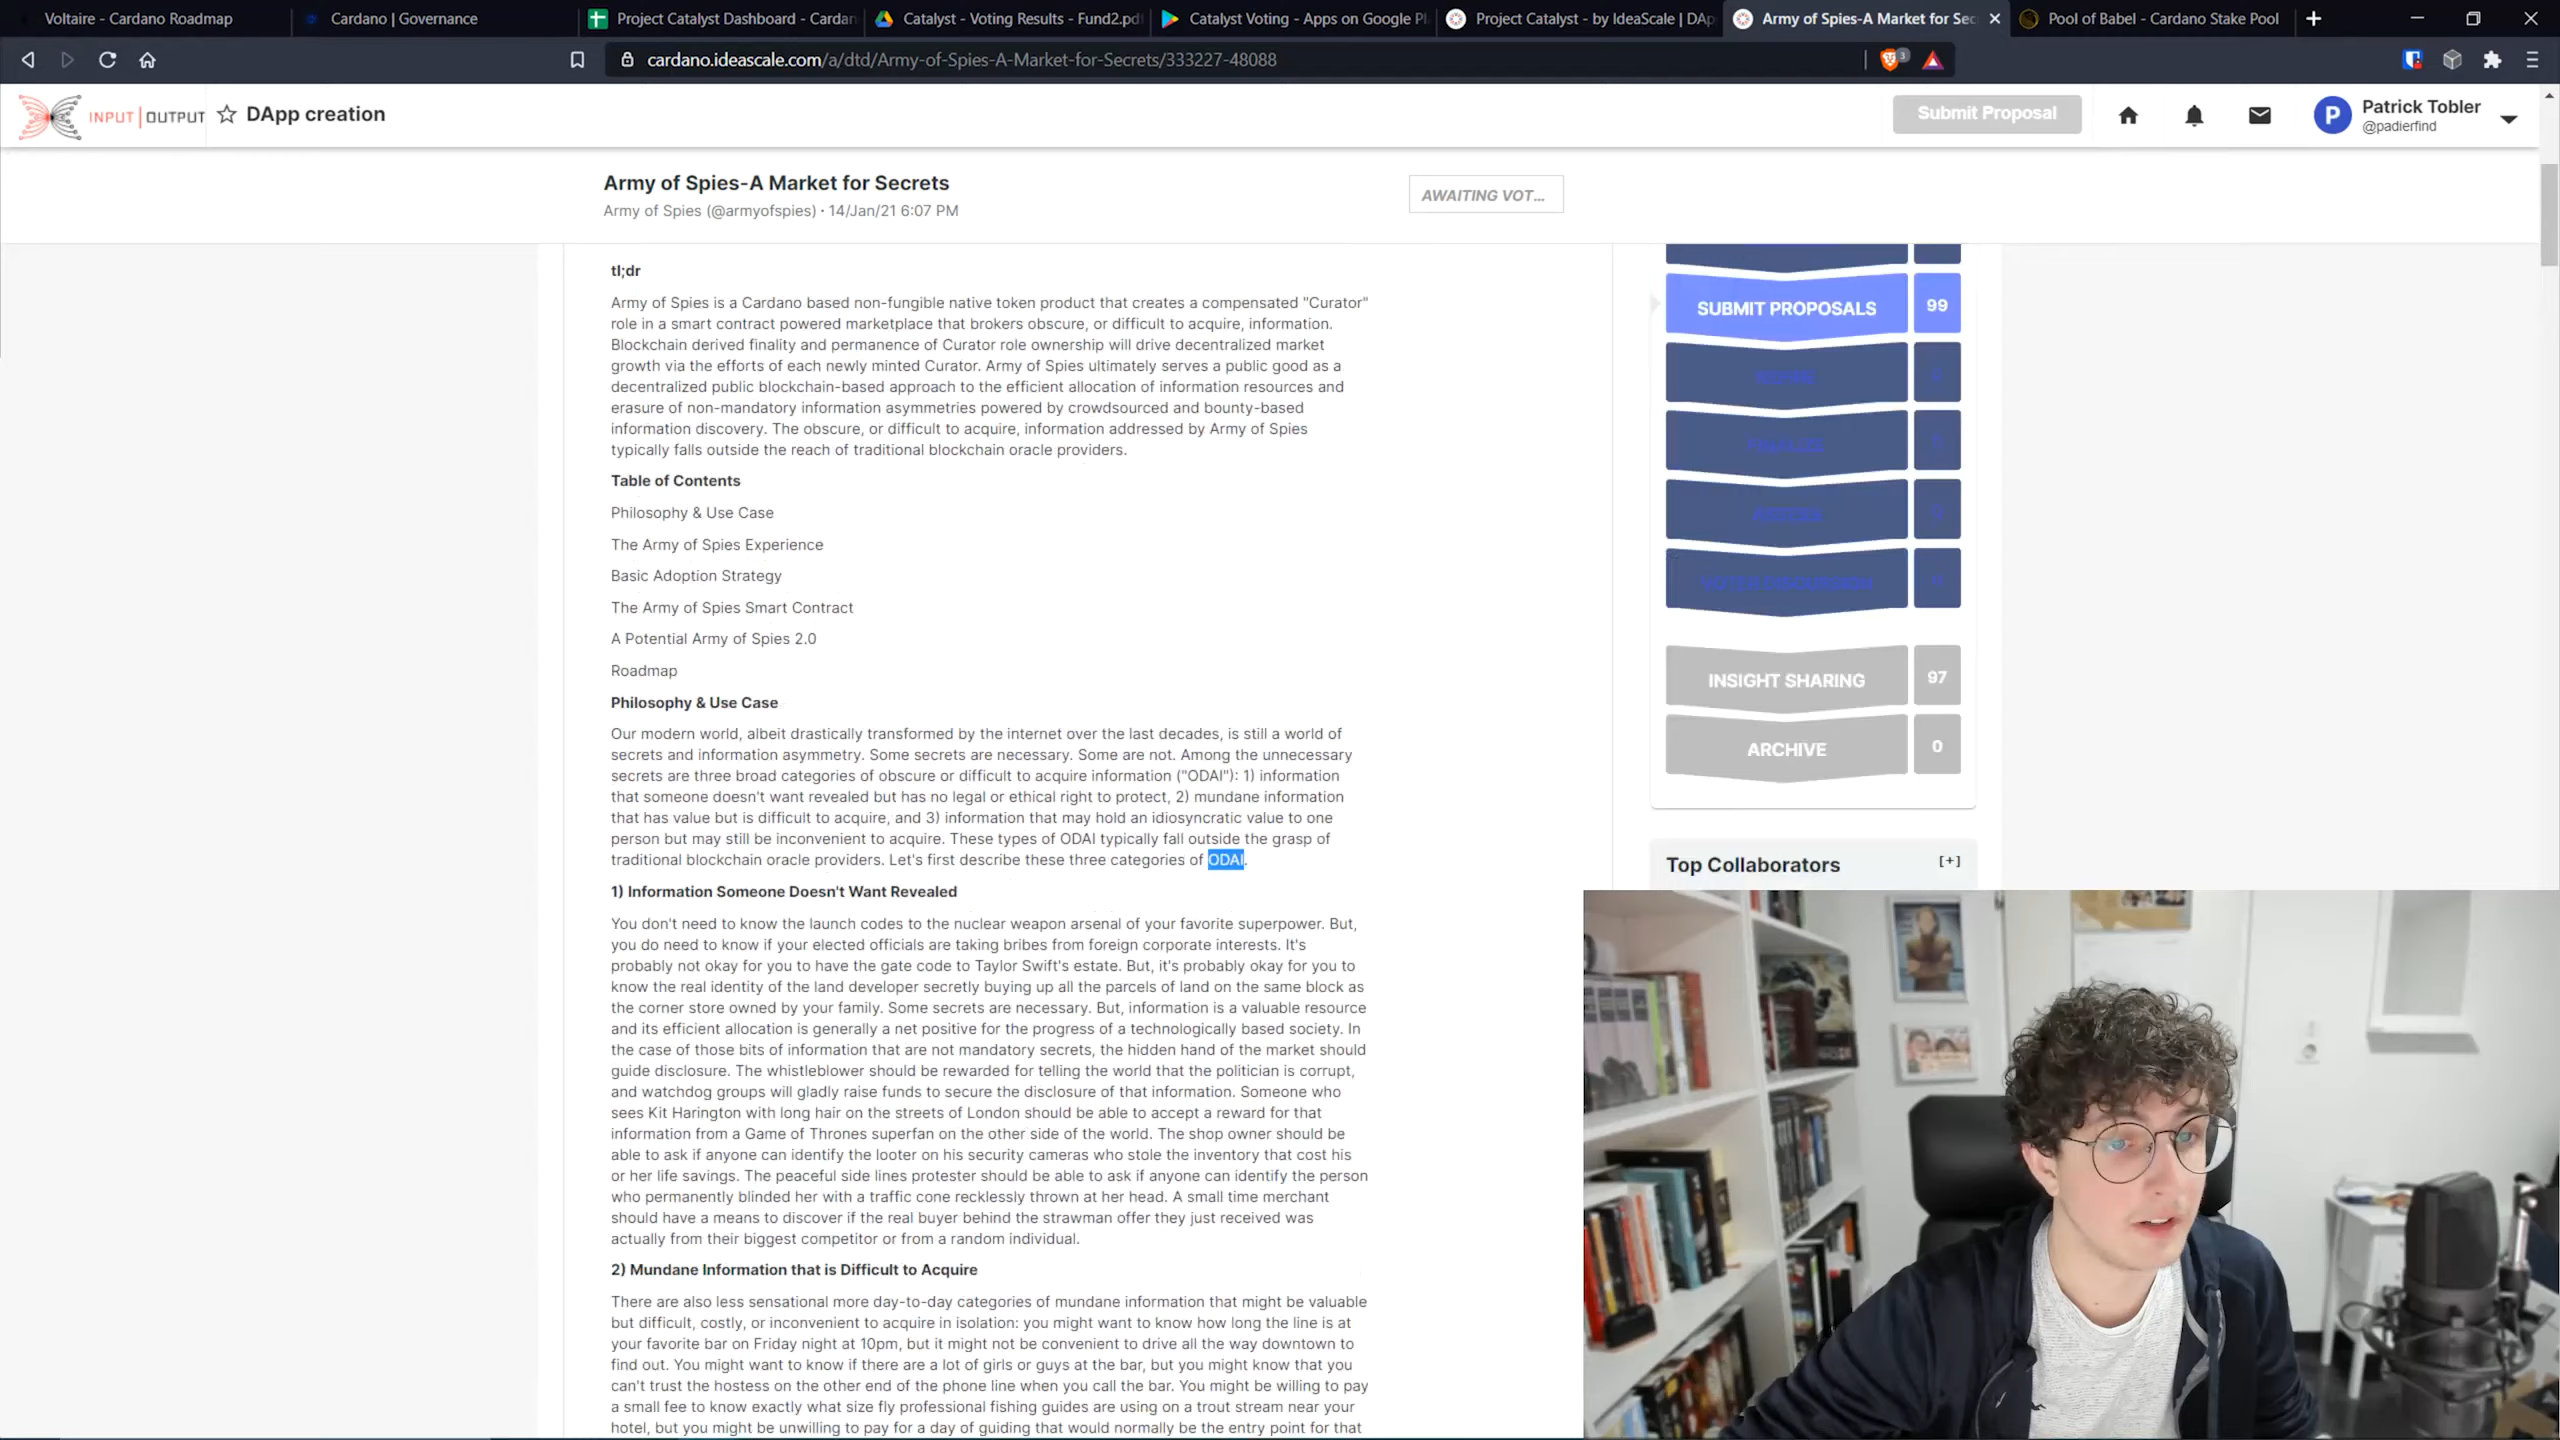 Voltaire - Cardano Roadmap
Cardano | Governance
Project Catalyst Dashboard - Cardan
Catalyst - Voting Results - Fund2.pdf
Catalyst Voting - Apps on Google Pl
Project Catalyst - by IdeaScale | DAp
Army of Spies-A Market for Sec
Pool of Babel - Cardano Stake Pool
cardano.ideascale.com/a/dtd/Army-of-Spies-A-Market-for-Secrets/333227-48088
3
INPUT | OUTPUT
DApp creation
Submit Proposal
P
Patrick Tobler
@padierfind
Army of Spies-A Market for Secrets
Army of Spies (@armyofspies) · 14/Jan/21 6:07 PM
AWAITING VOT...
tl;dr
Army of Spies is a Cardano based non-fungible native token product that creates a compensated "Curator"
role in a smart contract powered marketplace that brokers obscure, or difficult to acquire, information.
Blockchain derived finality and permanence of Curator role ownership will drive decentralized market
growth via the efforts of each newly minted Curator. Army of Spies ultimately serves a public good as a
decentralized public blockchain-based approach to the efficient allocation of information resources and
erasure of non-mandatory information asymmetries powered by crowdsourced and bounty-based
information discovery. The obscure, or difficult to acquire, information addressed by Army of Spies
typically falls outside the reach of traditional blockchain oracle providers.
Table of Contents
Philosophy & Use Case
The Army of Spies Experience
Basic Adoption Strategy
The Army of Spies Smart Contract
A Potential Army of Spies 2.0
Roadmap
Philosophy & Use Case
Our modern world, albeit drastically transformed by the internet over the last decades, is still a world of
secrets and information asymmetry. Some secrets are necessary. Some are not. Among the unnecessary
secrets are three broad categories of obscure or difficult to acquire information ("ODAI"): 1) information
that someone doesn't want revealed but has no legal or ethical right to protect, 2) mundane information
that has value but is difficult to acquire, and 3) information that may hold an idiosyncratic value to one
person but may still be inconvenient to acquire. These types of ODAI typically fall outside the grasp of
traditional blockchain oracle providers. Let's first describe these three categories of ODAI.
1) Information Someone Doesn't Want Revealed
You don't need to know the launch codes to the nuclear weapon arsenal of your favorite superpower. But,
you do need to know if your elected officials are taking bribes from foreign corporate interests. It's
probably not okay for you to have the gate code to Taylor Swift's estate. But, it's probably okay for you to
know the real identity of the land developer secretly buying up all the parcels of land on the same block as
the corner store owned by your family. Some secrets are necessary. But, information is a valuable resource
and its efficient allocation is generally a net positive for the progress of a technologically based society. In
the case of those bits of information that are not mandatory secrets, the hidden hand of the market should
guide disclosure. The whistleblower should be rewarded for telling the world that the politician is corrupt,
and watchdog groups will gladly raise funds to secure the disclosure of that information. Someone who
sees Kit Harington with long hair on the streets of London should be able to accept a reward for that
information from a Game of Thrones superfan on the other side of the world. The shop owner should be
able to ask if anyone can identify the looter on his security cameras who stole the inventory that cost his
or her life savings. The peaceful side lines protester should be able to ask if anyone can identify the person
who permanently blinded her with a traffic cone recklessly thrown at her head. A small time merchant
should have a means to discover if the real buyer behind the strawman offer they just received was
actually from their biggest competitor or from a random individual.
2) Mundane Information that is Difficult to Acquire
There are also less sensational more day-to-day categories of mundane information that might be valuable
but difficult, costly, or inconvenient to acquire in isolation: you might want to know how long the line is at
your favorite bar on Friday night at 10pm, but it might not be convenient to drive all the way downtown to
find out. You might want to know if there are a lot of girls or guys at the bar, but you might know that you
can't trust the hostess on the other end of the phone line when you call the bar. You might be willing to pay
a small fee to know exactly what size fly professional fishing guides are using on a trout stream near your
hotel, but you might be unwilling to pay for a day of guiding that would normally be the entry point for that
SUBMIT PROPOSALS 99
REFINE 0
FINALIZE 0
VOTER DISCUSSION 0
INSIGHT SHARING 97
ARCHIVE 0
Top Collaborators [+]